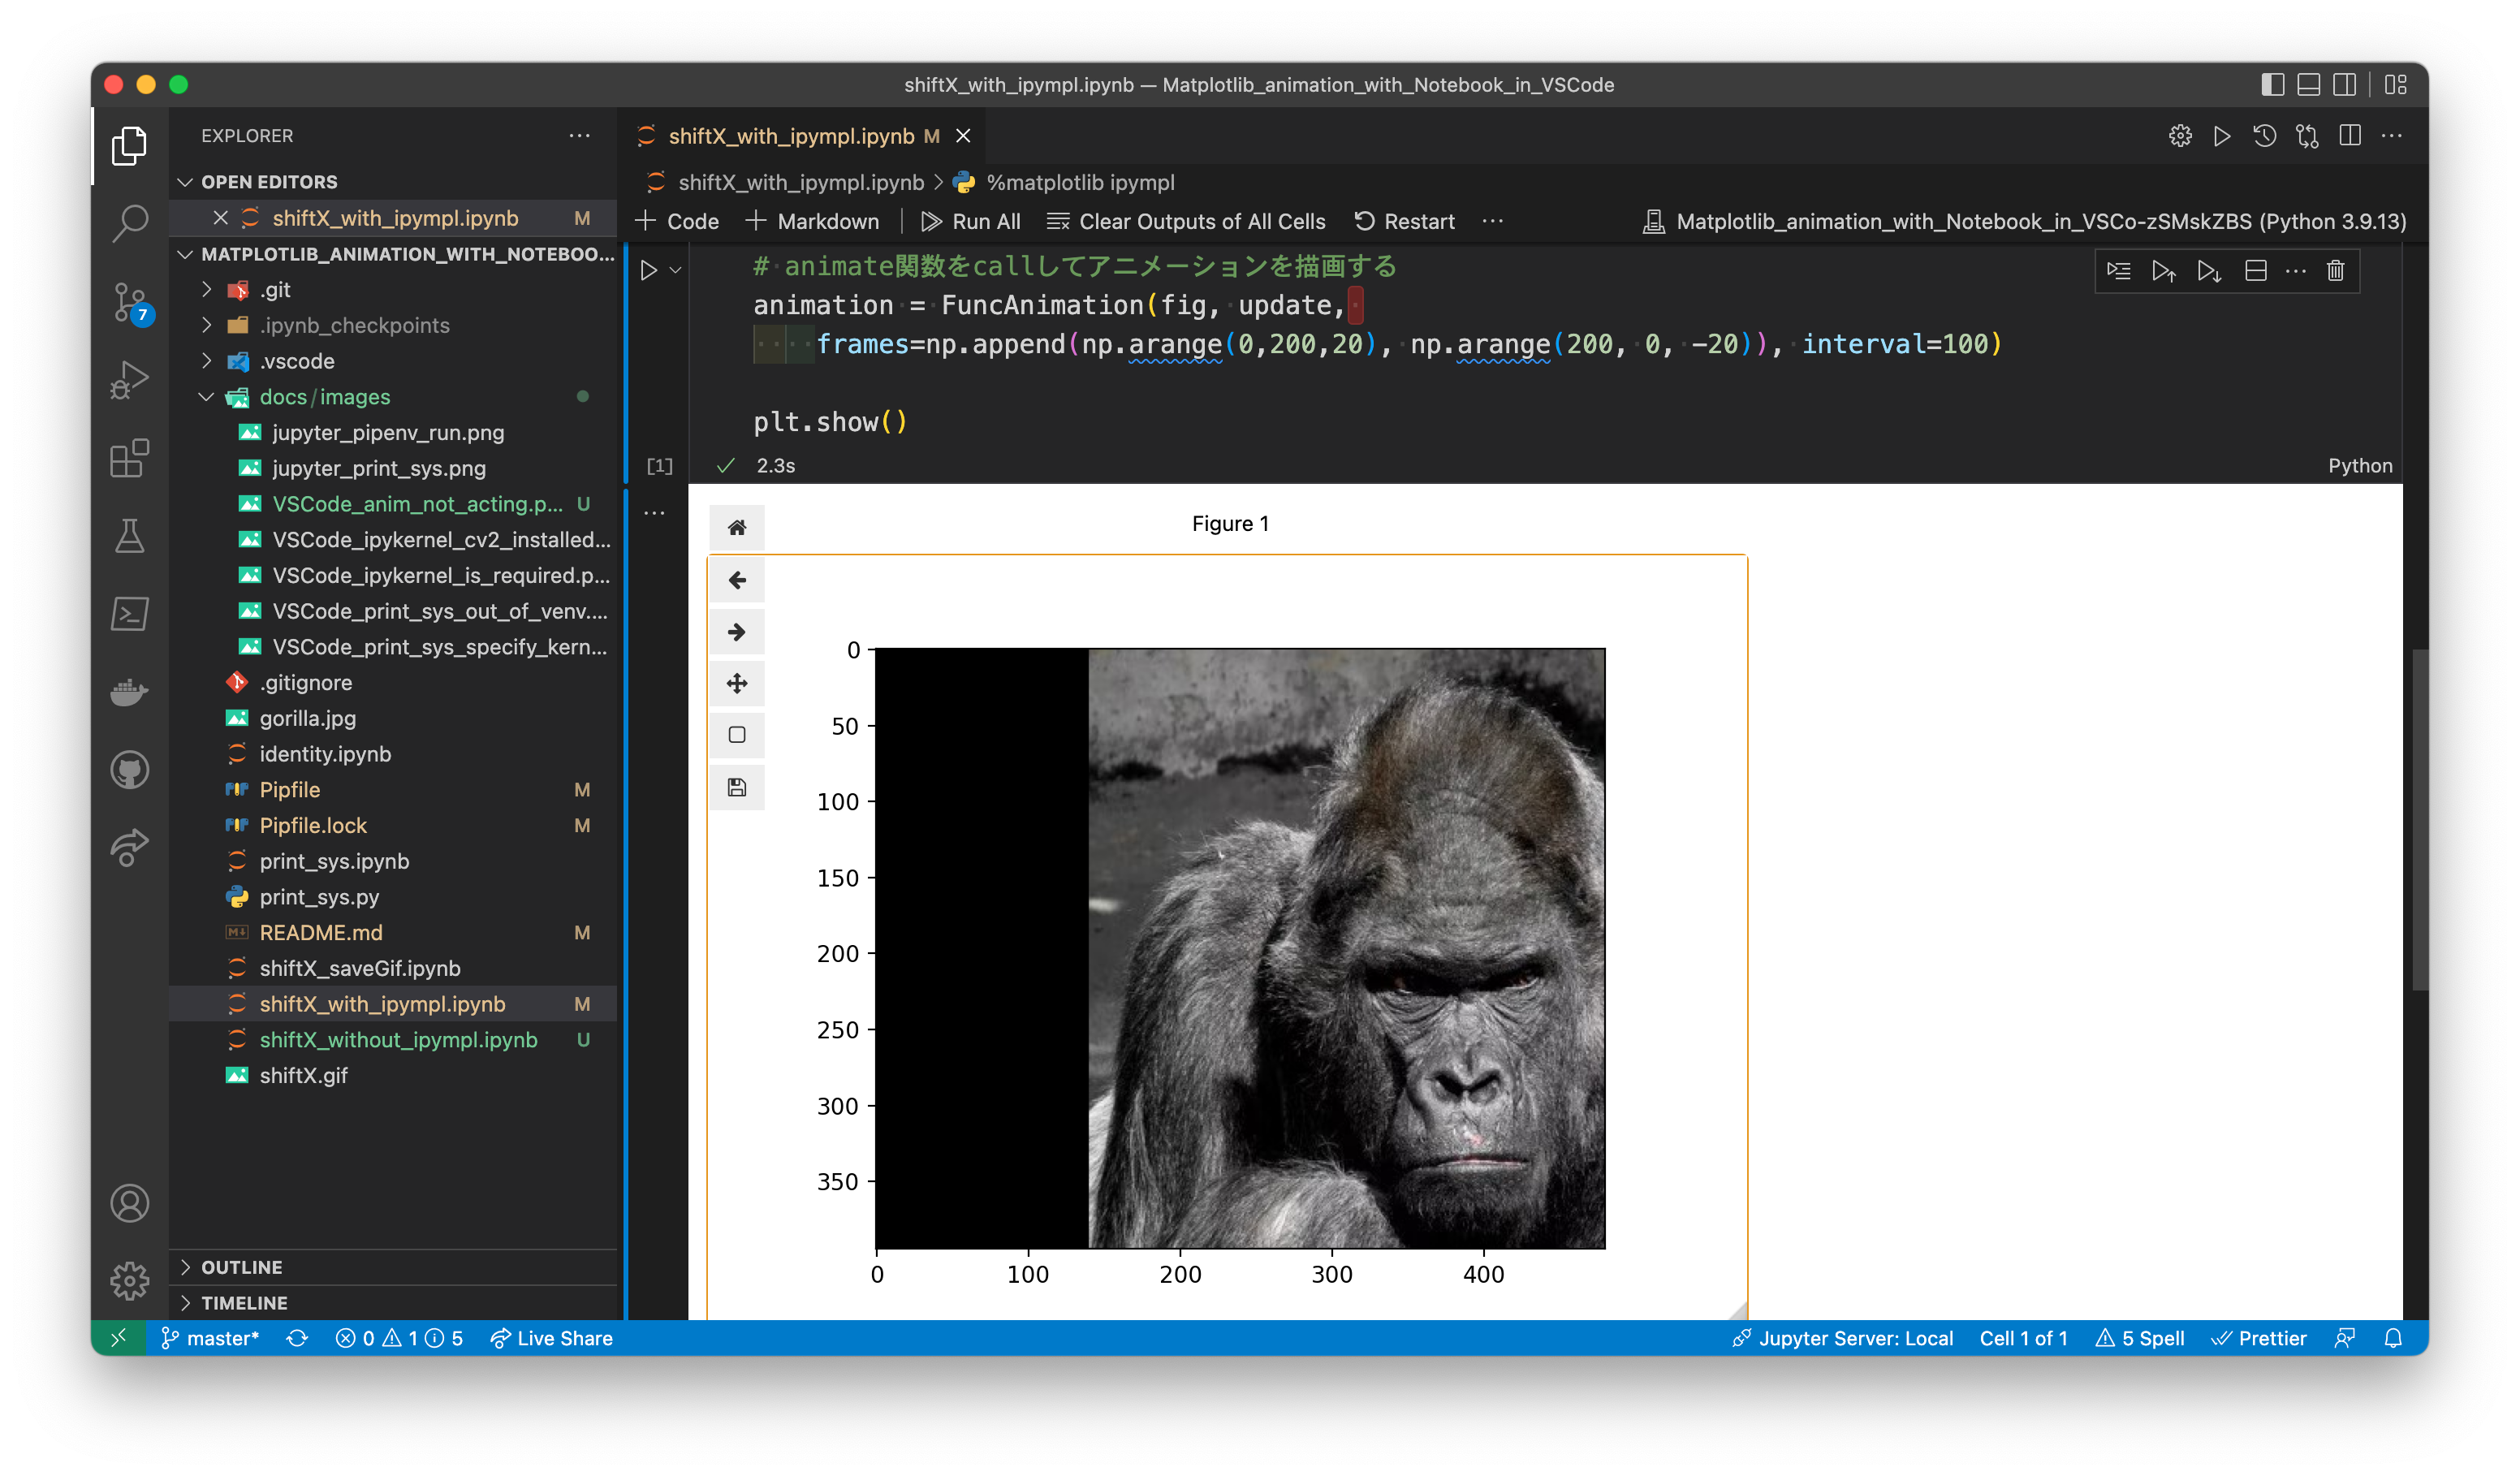 shiftX_with_ipympl.ipynb — Matplotlib_animation_with_Notebook_in_VSCode
EXPLORER
OPEN EDITORS
shiftX_with_ipympl.ipynb M
MATPLOTLIB_ANIMATION_WITH_NOTEBOO...
.git
.ipynb_checkpoints
.vscode
docs/images
jupyter_pipenv_run.png
jupyter_print_sys.png
VSCode_anim_not_acting.p... U
VSCode_ipykernel_cv2_installed...
VSCode_ipykernel_is_required.p...
VSCode_print_sys_out_of_venv....
VSCode_print_sys_specify_kern...
.gitignore
gorilla.jpg
identity.ipynb
Pipfile M
Pipfile.lock M
print_sys.ipynb
print_sys.py
README.md M
shiftX_saveGif.ipynb
shiftX_with_ipympl.ipynb M
shiftX_without_ipympl.ipynb U
shiftX.gif
OUTLINE
TIMELINE
7
shiftX_with_ipympl.ipynb M
shiftX_with_ipympl.ipynb > %matplotlib ipympl
Code Markdown Run All Clear Outputs of All Cells Restart ... Matplotlib_animation_with_Notebook_in_VSCo-zSMskZBS (Python 3.9.13)
# animate関数をcallしてアニメーションを描画する
animation = FuncAnimation(fig, update,
frames=np.append(np.arange(0,200,20), np.arange(200, 0, -20)), interval=100)
plt.show()
[1] 2.3s Python
Figure 1
0
50
100
150
200
250
300
350
0 100 200 300 400
master* 0 1 5 Live Share Jupyter Server: Local Cell 1 of 1 5 Spell Prettier